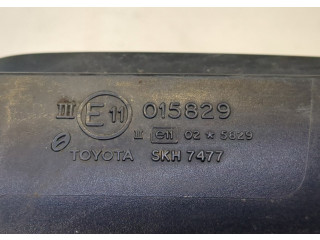 III E11 015829
II e11 02 * 5829
TOYOTA SKH 7477